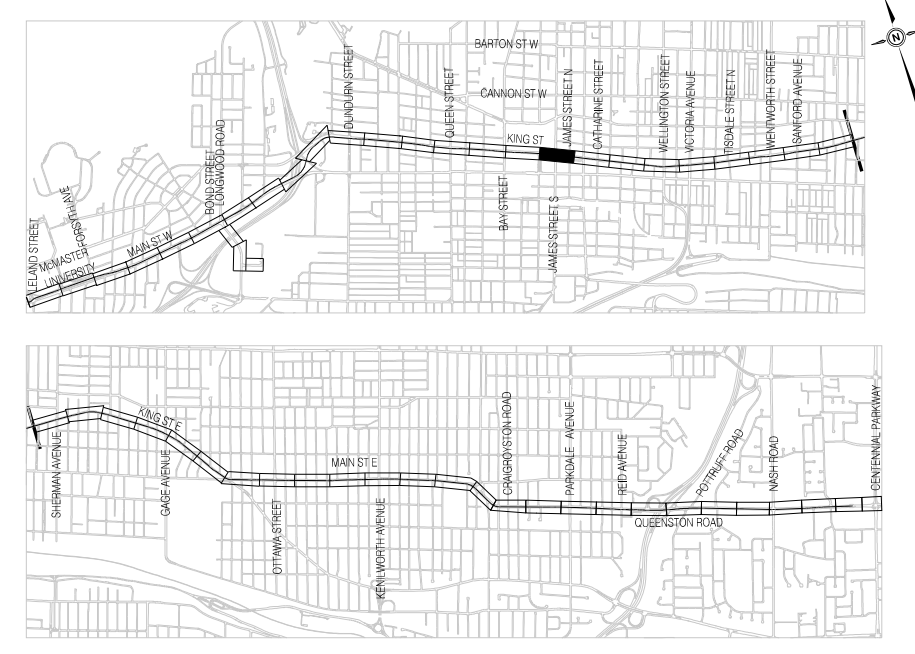 N
BARTON ST W
CANNON ST W
DUNDURN STREET
QUEEN STREET
KING ST
JAMES STREET N
CATHARINE STREET
WELLINGTON STREET
VICTORIA AVENUE
TISDALE STREET N
WENTWORTH STREET
SANFORD AVENUE
BOND STREET
LONGWOOD ROAD
FORSYTH AVE
LELAND STREET
McMASTER
UNIVERSITY
MAIN ST W
BAY STREET
JAMES STREET S
KING ST E
SHERMAN AVENUE
GAGE AVENUE
MAIN ST E
OTTAWA STREET
KENILWORTH AVENUE
CRAIGROYSTON ROAD
PARKDALE AVENUE
REID AVENUE
POTTRUFF ROAD
NASH ROAD
CENTENNIAL PARKWAY
QUEENSTON ROAD